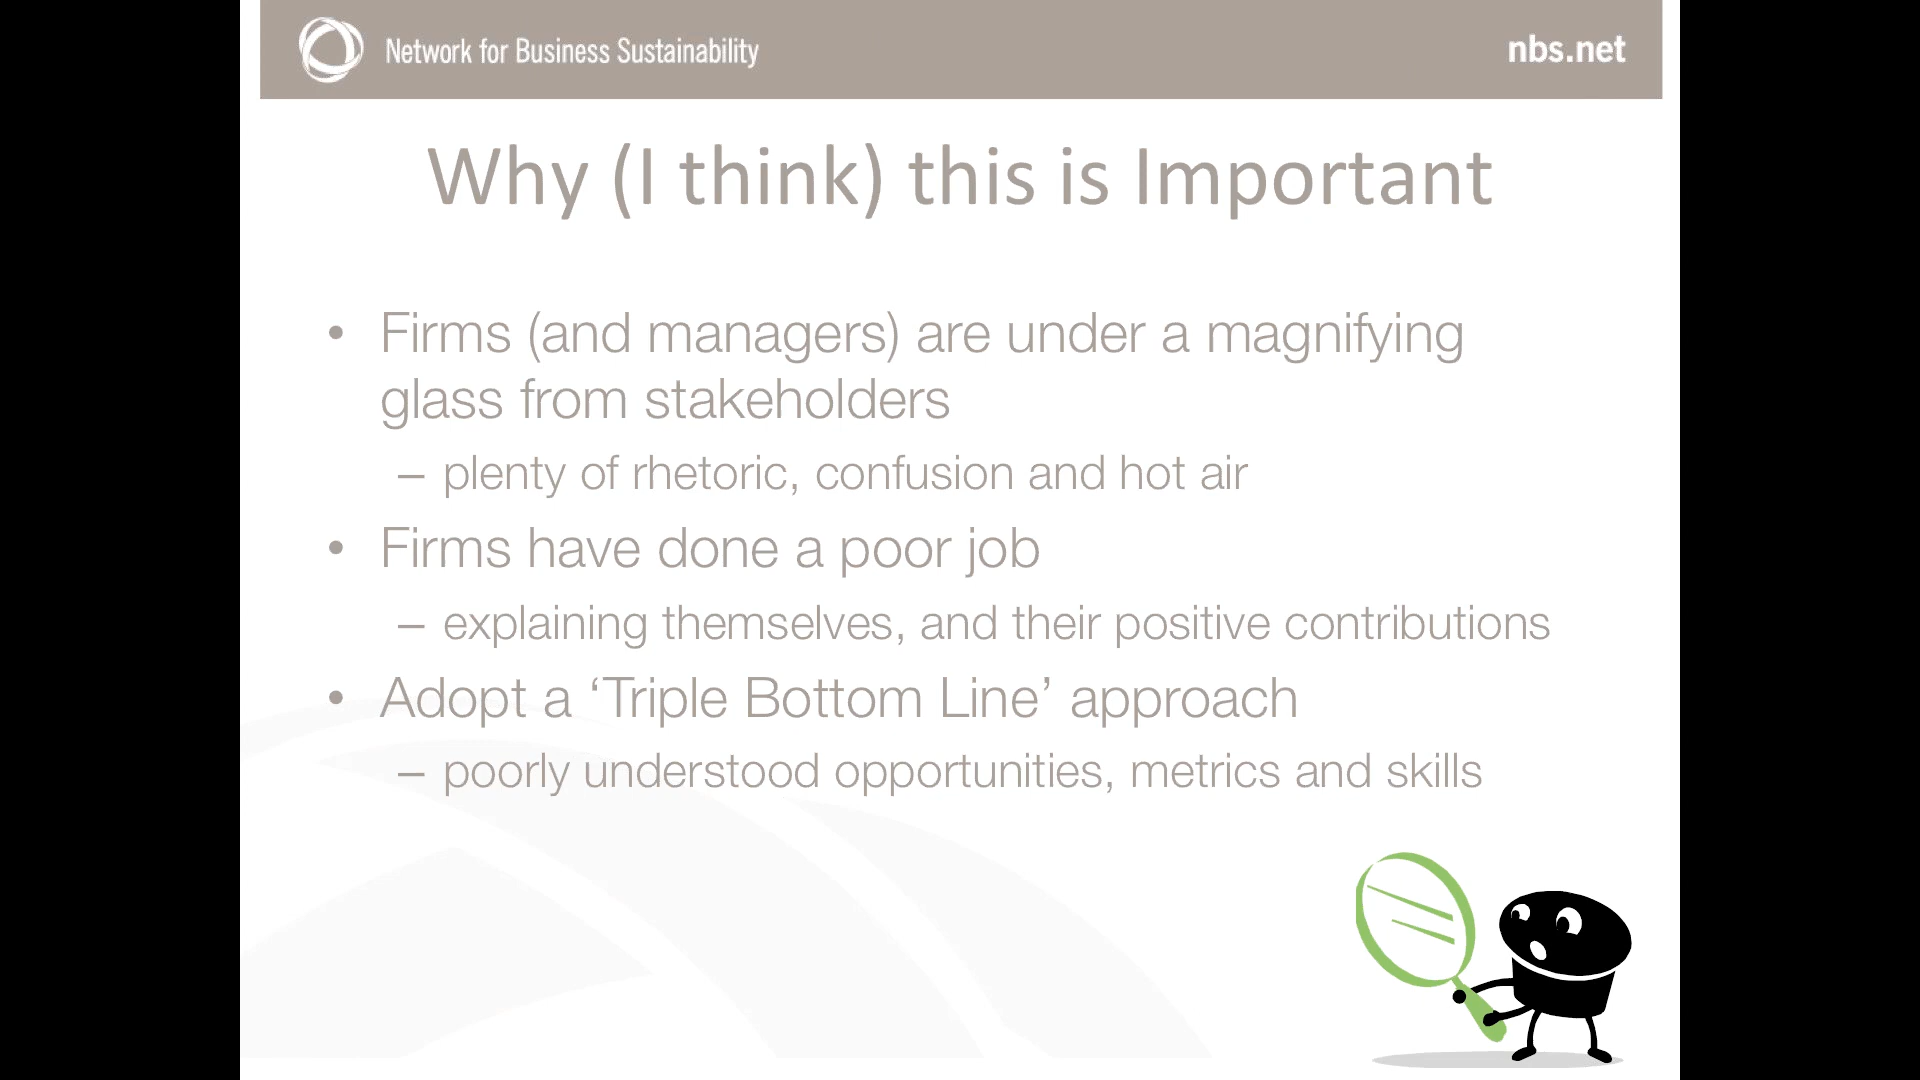 Network for Business Sustainability
nbs.net
Why (I think) this is Important
• Firms (and managers) are under a magnifying
glass from stakeholders
– plenty of rhetoric, confusion and hot air
• Firms have done a poor job
– explaining themselves, and their positive contributions
• Adopt a ‘Triple Bottom Line’ approach
– poorly understood opportunities, metrics and skills